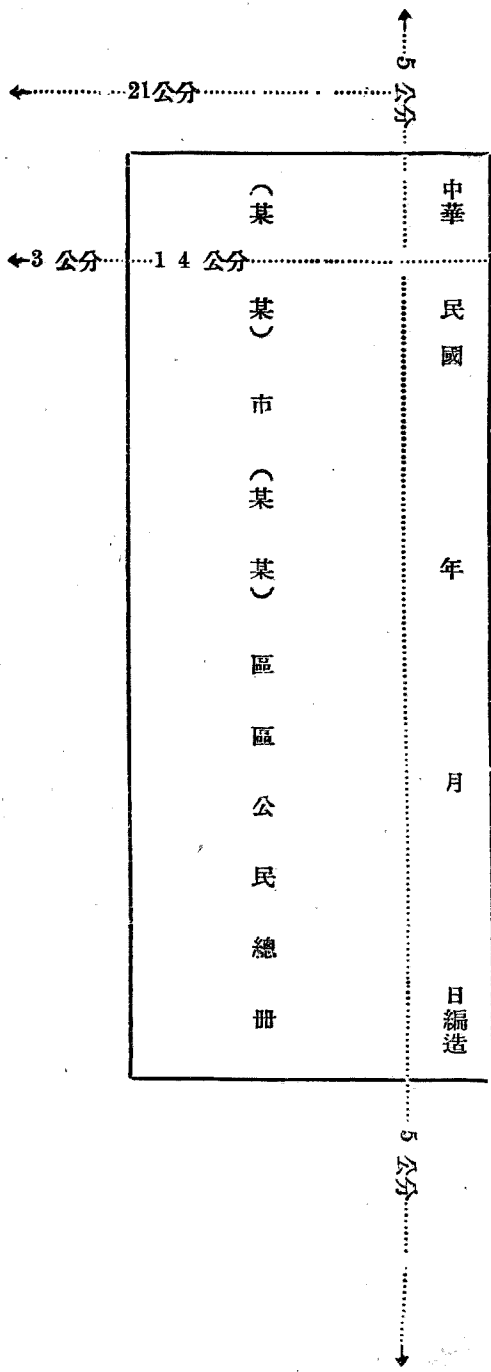 中華民國 年 月 日編造
(某某)市(某某)區區公民總冊
5 公分
21公分
3 公分
1 4 公分
5 公分